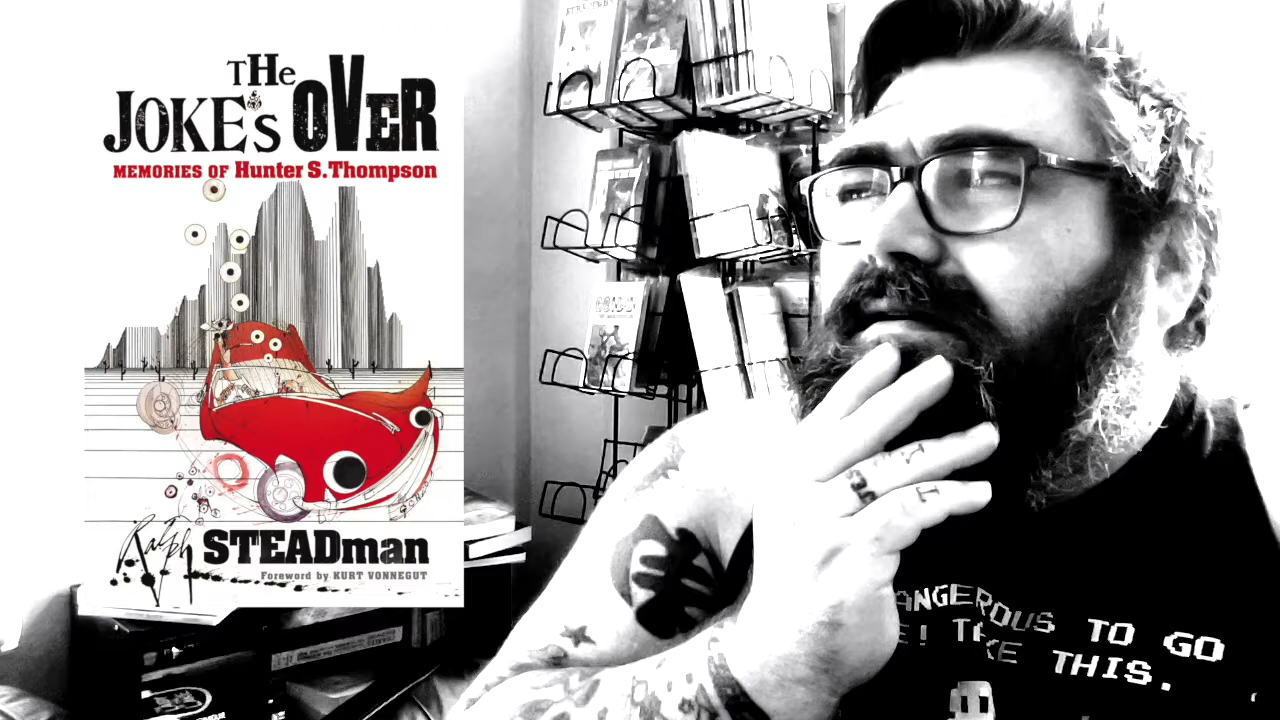 THe
JOKE's OVER
MEMORIES OF Hunter S. Thompson
Ralph STEADman
Foreword by KURT VONNEGUT
ANGEROUS TO GO
E! TAKE THIS.